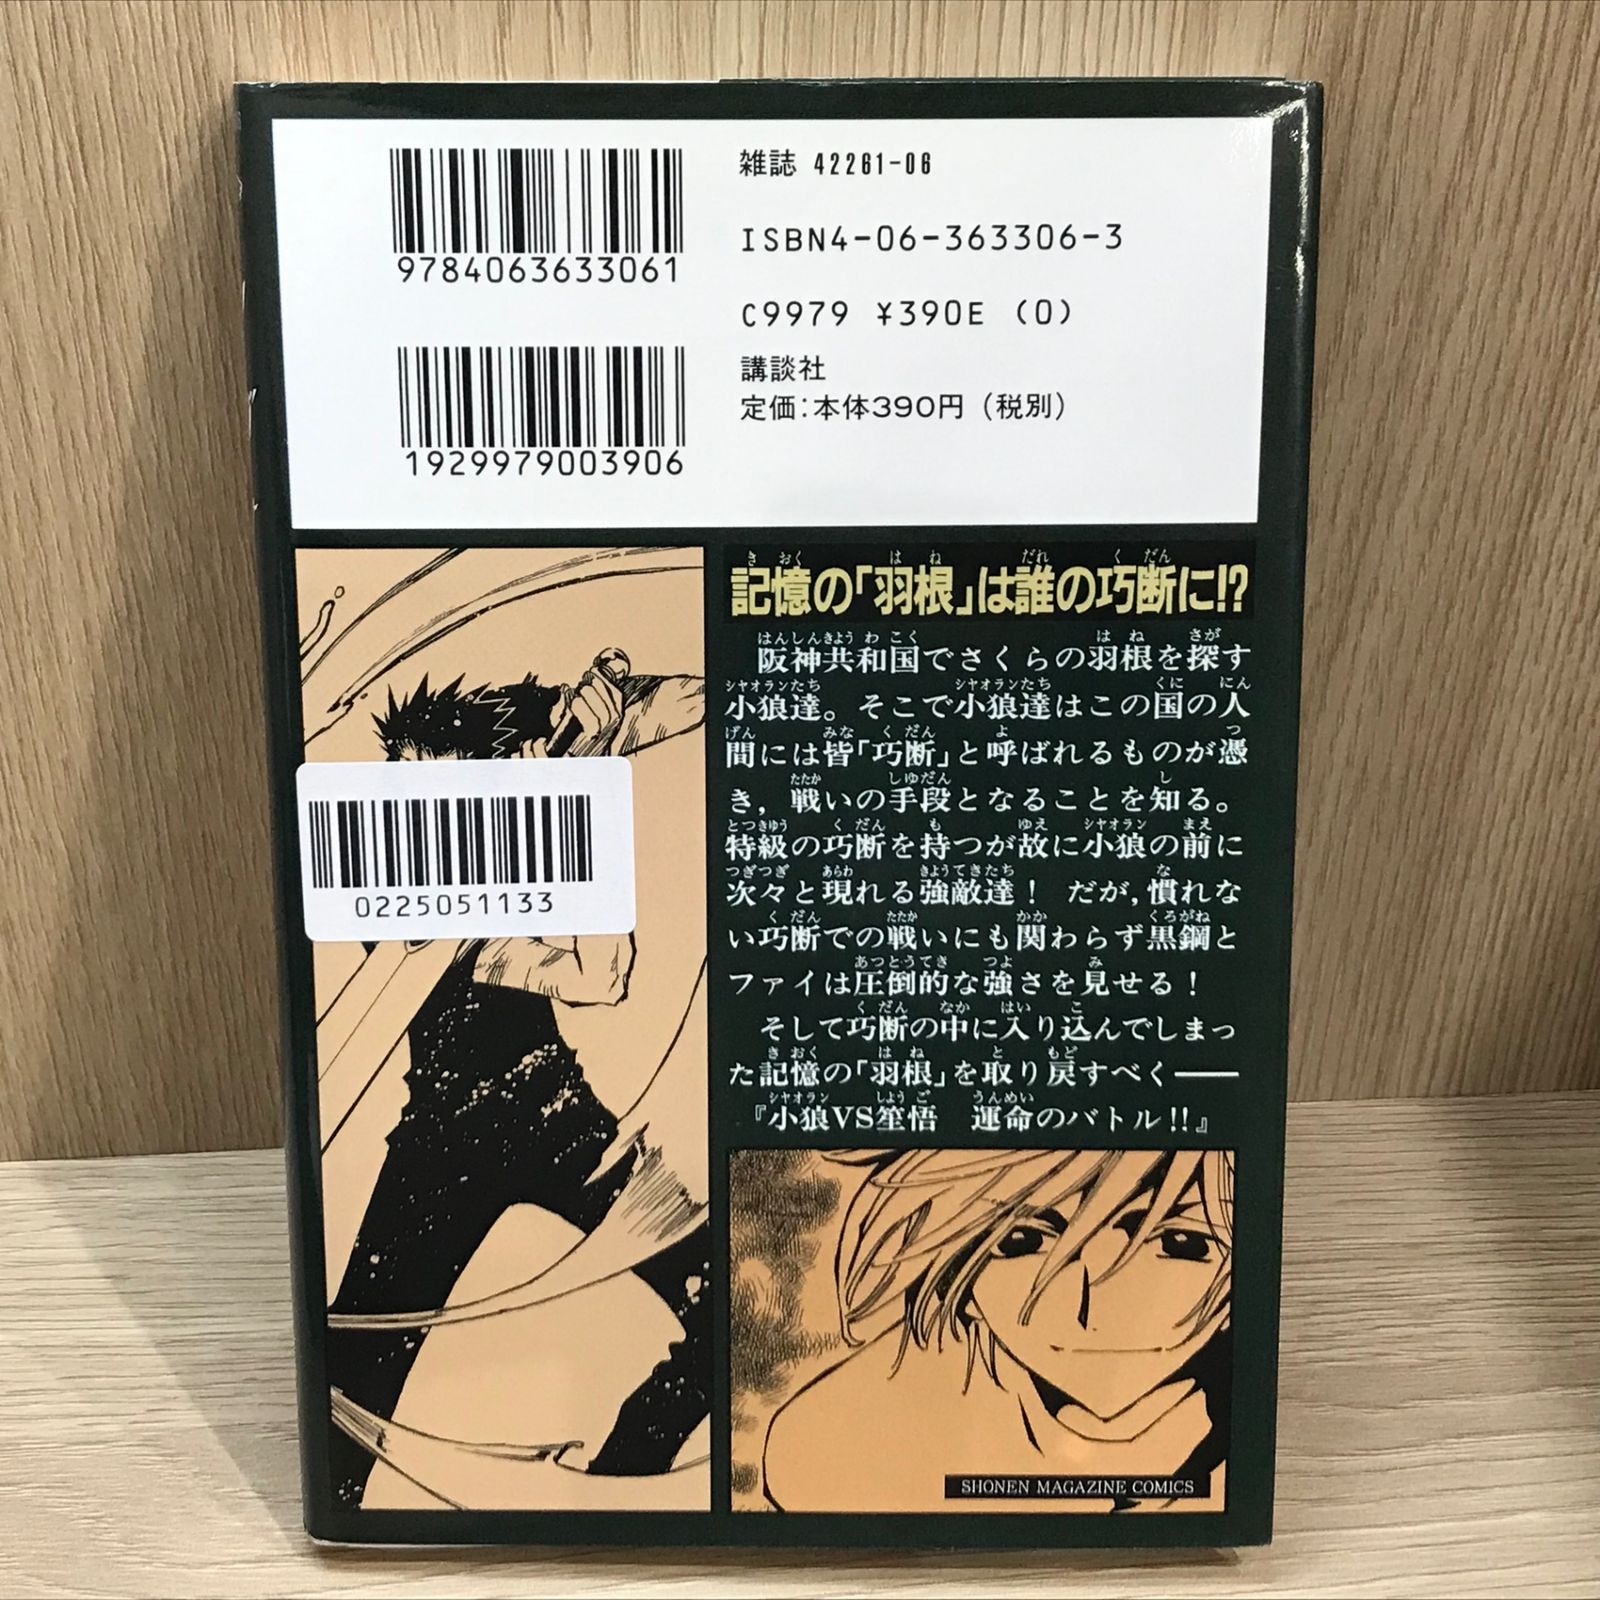 雑誌 42261-06
ISBN4-06-363306-3
C9979 ¥390E (0)
講談社
定価:本体390円(税別)
9784063633061
1929979003906
0225051133
記憶の「羽根」は誰の巧断に!?
阪神共和国でさくらの羽根を探す
小狼達。そこで小狼達はこの国の人
間には皆「巧断」と呼ばれるものが憑
き,戦いの手段となることを知る。
特級の巧断を持つが故に小狼の前に
次々と現れる強敵達! だが,慣れな
い巧断での戦いにも関わらず黒鋼と
ファイは圧倒的な強さを見せる!
そして巧断の中に入り込んでしまっ
た記憶の「羽根」を取り戻すべく――
『小狼VS笙悟 運命のバトル!!』
SHONEN MAGAZINE COMICS